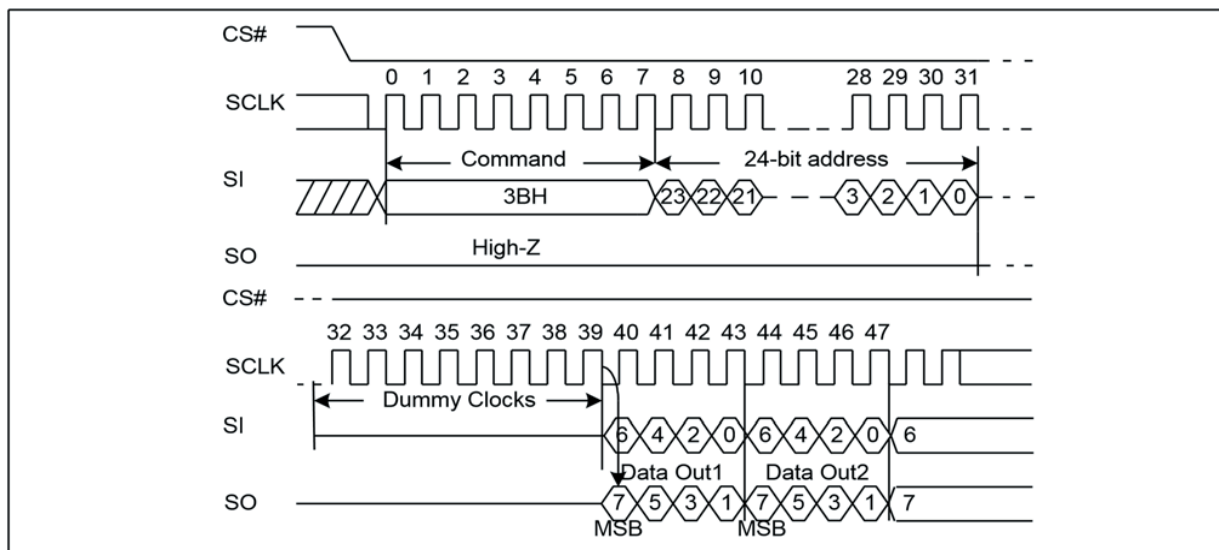 CS#
0 1 2 3 4 5 6 7 8 9 10 28 29 30 31
SCLK
Command 24-bit address
SI
3BH 23 22 21 3 2 1 0
High-Z
SO
CS#
32 33 34 35 36 37 38 39 40 41 42 43 44 45 46 47
SCLK
Dummy Clocks
SI
6 4 2 0 6 4 2 0 6
Data Out1 Data Out2
SO
7 5 3 1 7 5 3 1 7
MSB MSB